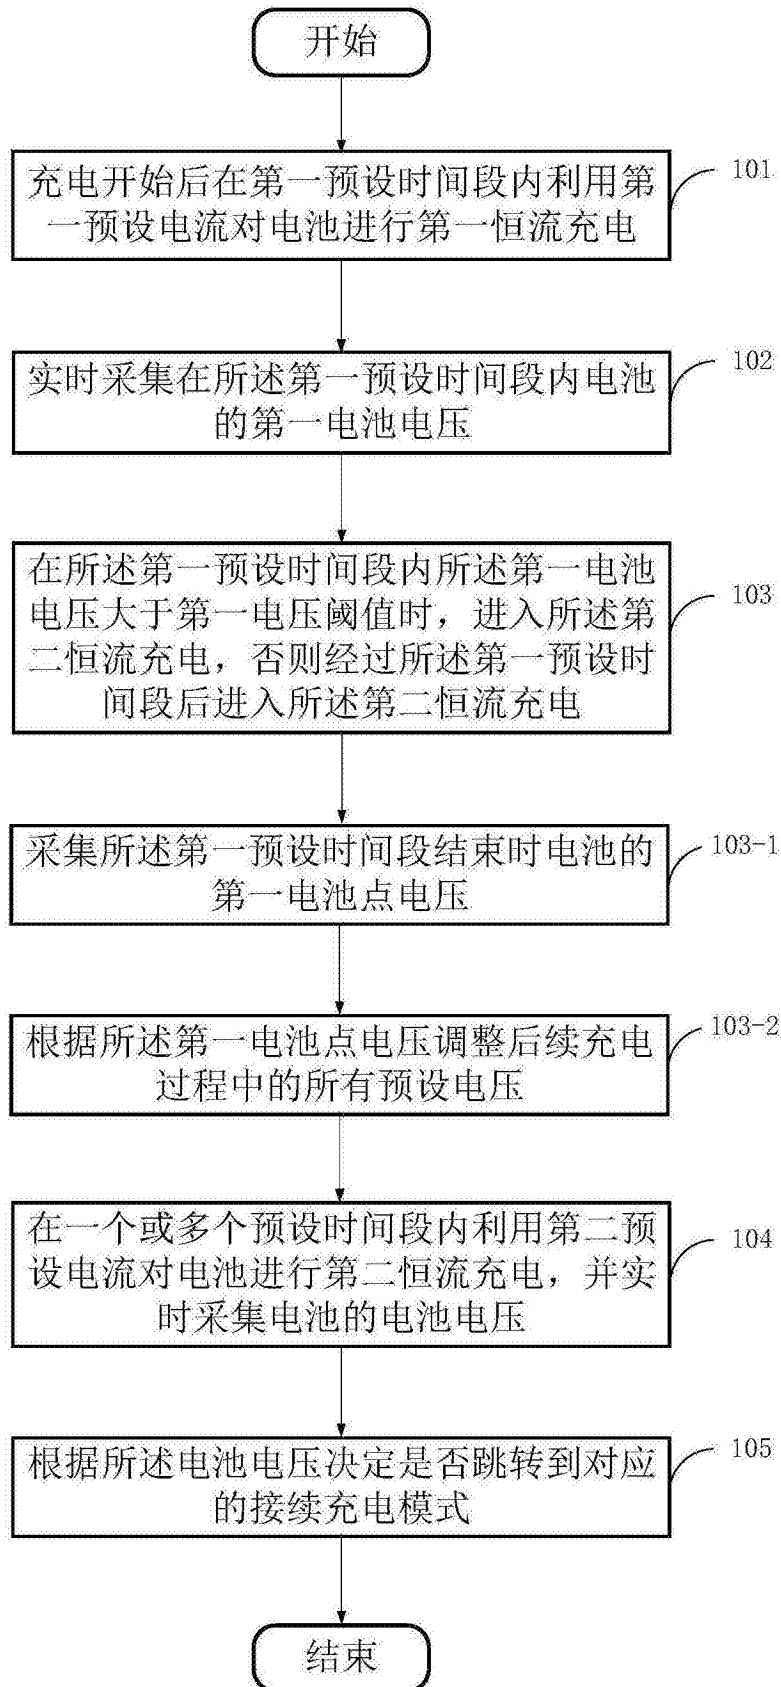 开始
充电开始后在第一预设时间段内利用第
一预设电流对电池进行第一恒流充电
101
实时采集在所述第一预设时间段内电池
的第一电池电压
102
在所述第一预设时间段内所述第一电池
电压大于第一电压阈值时，进入所述第
二恒流充电，否则经过所述第一预设时
间段后进入所述第二恒流充电
103
采集所述第一预设时间段结束时电池的
第一电池点电压
103-1
根据所述第一电池点电压调整后续充电
过程中的所有预设电压
103-2
在一个或多个预设时间段内利用第二预
设电流对电池进行第二恒流充电，并实
时采集电池的电池电压
104
根据所述电池电压决定是否跳转到对应
的接续充电模式
105
结束